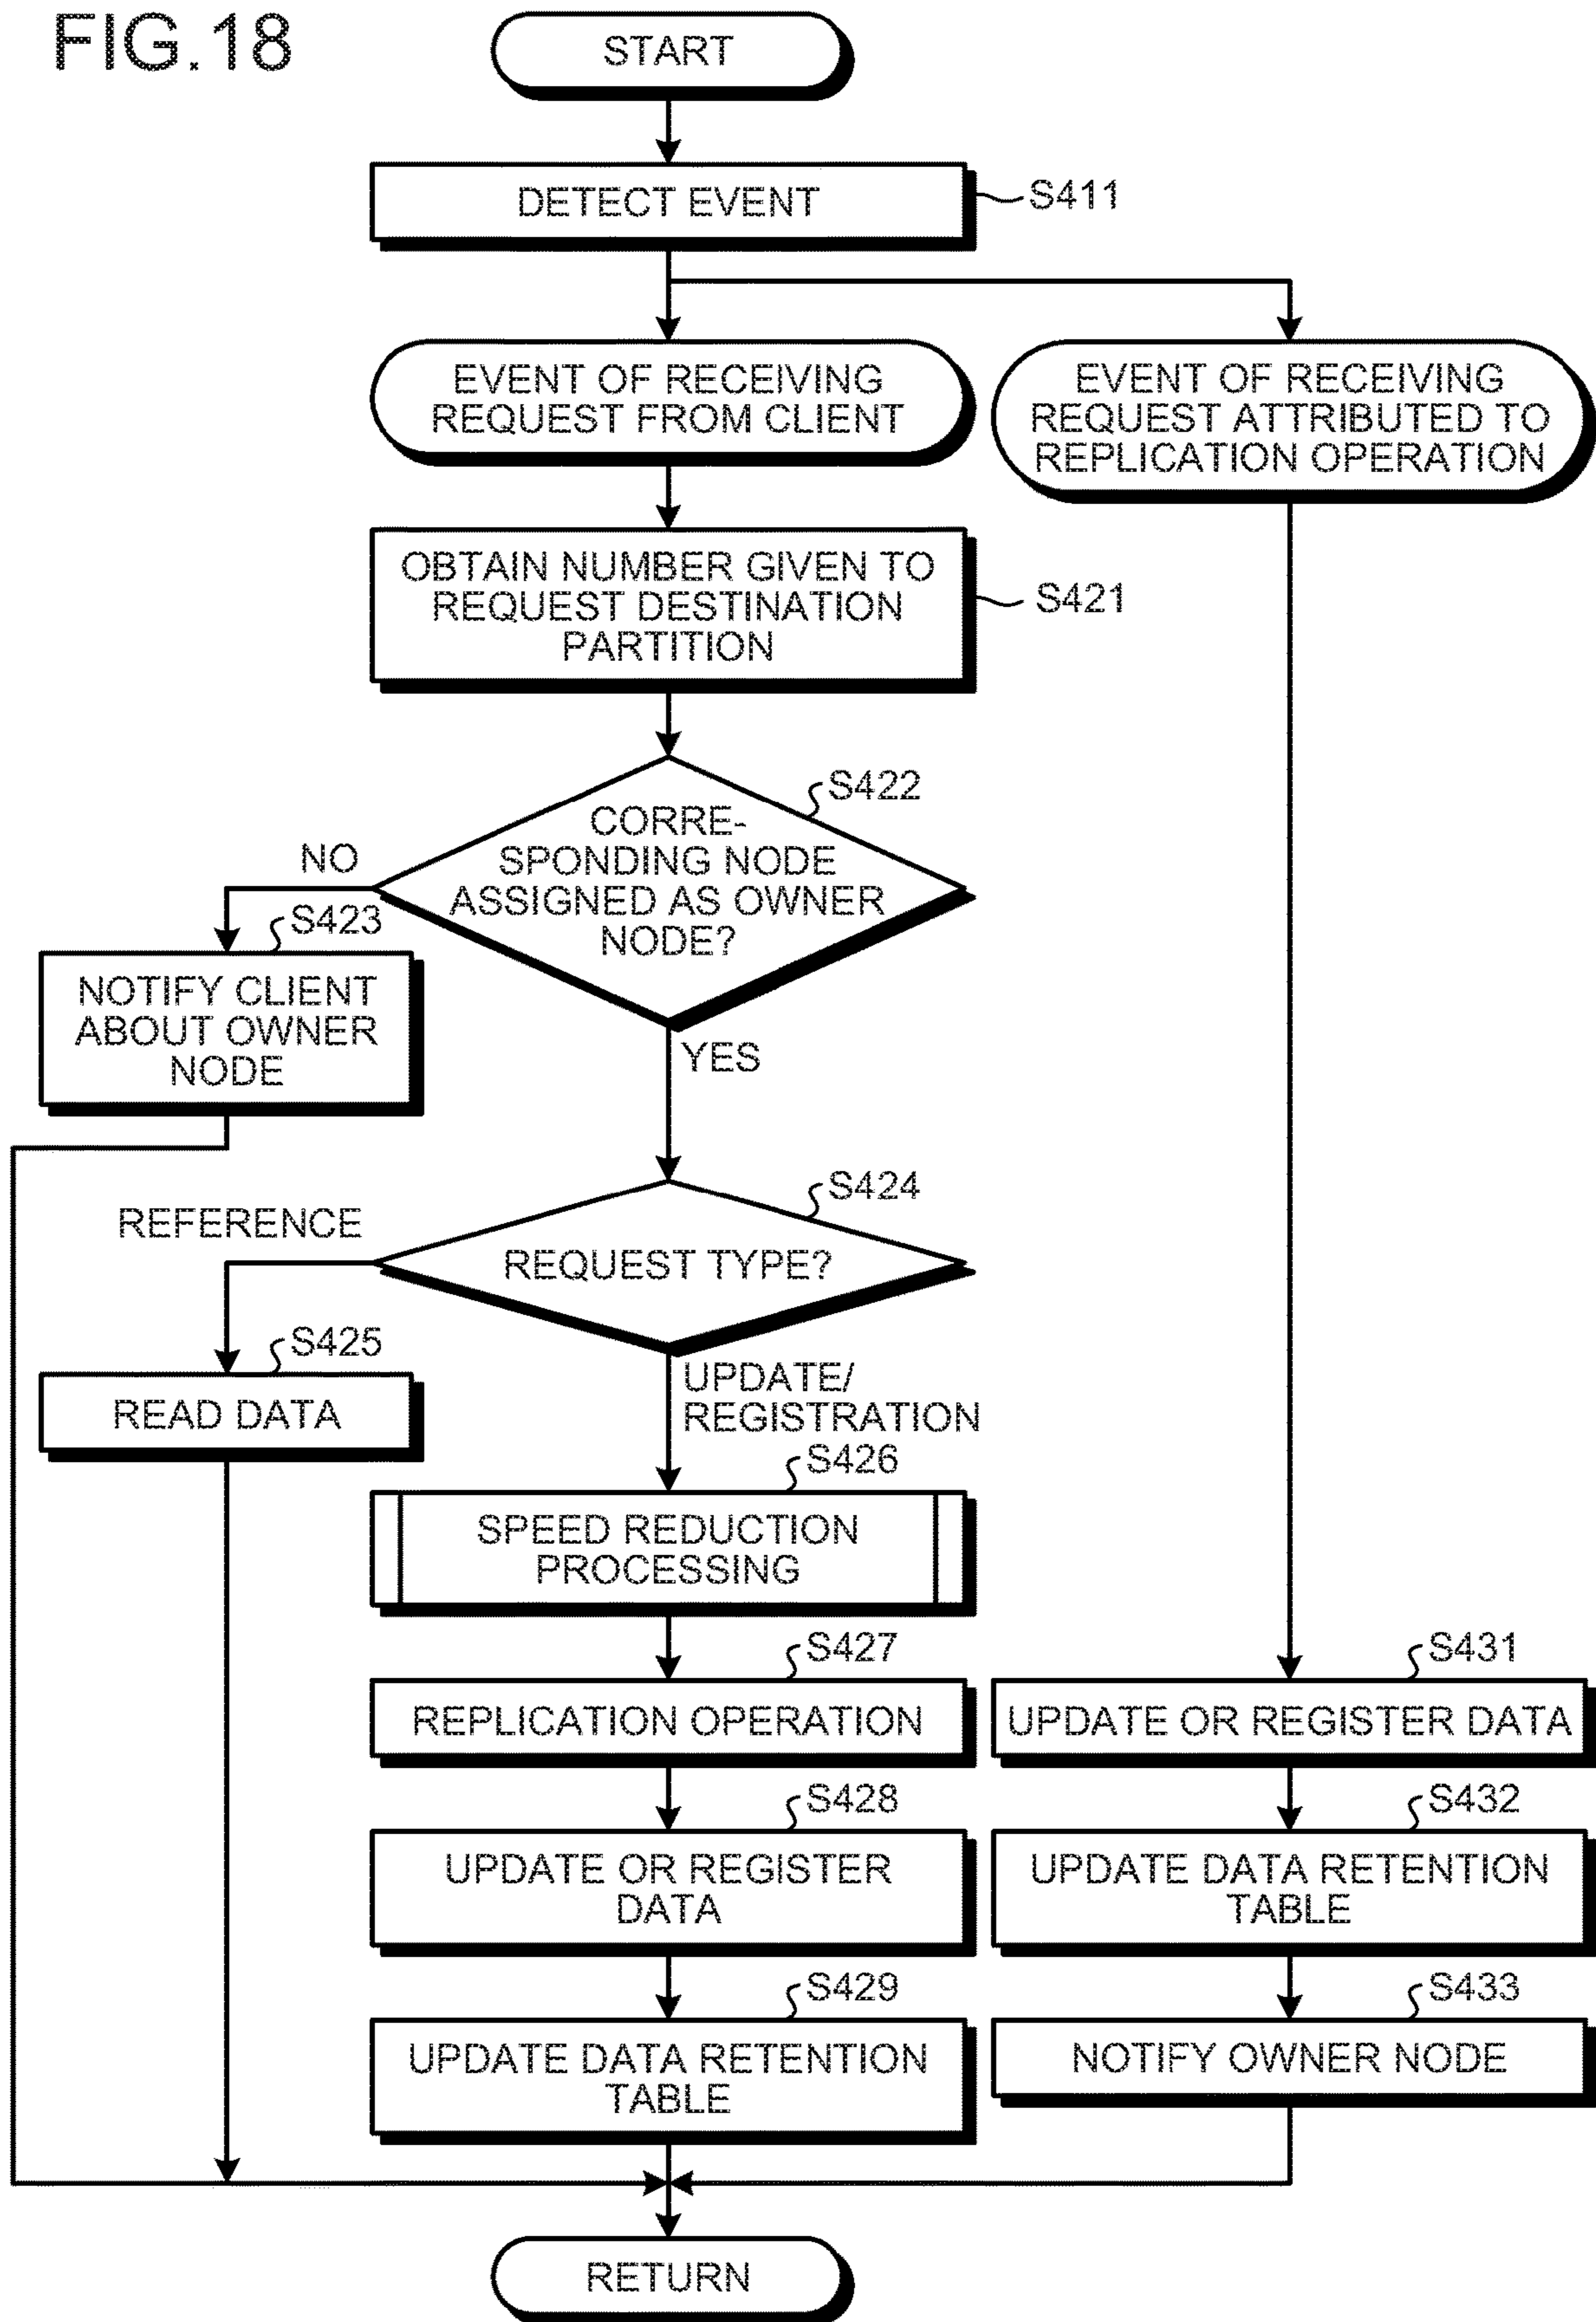 FIG.18
START
DETECT EVENT
S411
EVENT OF RECEIVING
REQUEST FROM CLIENT
EVENT OF RECEIVING
REQUEST ATTRIBUTED TO
REPLICATION OPERATION
OBTAIN NUMBER GIVEN TO
REQUEST DESTINATION
PARTITION
S421
S422
CORRE-
SPONDING NODE
ASSIGNED AS OWNER
NODE?
NO
S423
NOTIFY CLIENT
ABOUT OWNER
NODE
YES
S424
REQUEST TYPE?
REFERENCE
S425
READ DATA
UPDATE/
REGISTRATION
S426
SPEED REDUCTION
PROCESSING
S427
REPLICATION OPERATION
S428
UPDATE OR REGISTER
DATA
S429
UPDATE DATA RETENTION
TABLE
S431
UPDATE OR REGISTER DATA
S432
UPDATE DATA RETENTION
TABLE
S433
NOTIFY OWNER NODE
RETURN